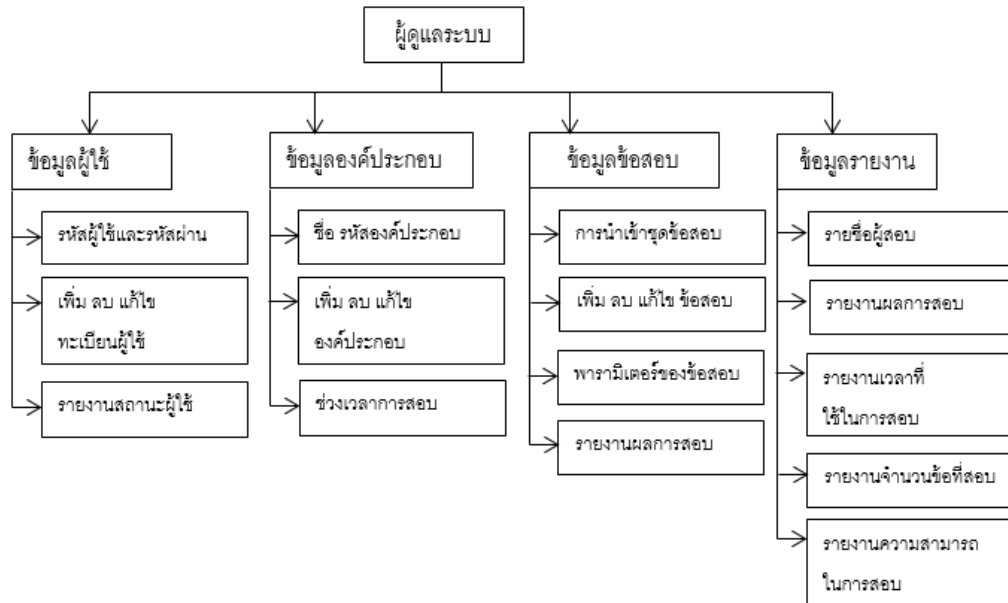 ผู้ดูแลระบบ
ข้อมูลผู้ใช้
รหัสผู้ใช้และรหัสผ่าน
เพิ่ม ลบ แก้ไข
ทะเบียนผู้ใช้
รายงานสถานะผู้ใช้
ข้อมูลองค์ประกอบ
ชื่อ รหัสองค์ประกอบ
เพิ่ม ลบ แก้ไข
องค์ประกอบ
ช่วงเวลาการสอบ
ข้อมูลข้อสอบ
การนำเข้าชุดข้อสอบ
เพิ่ม ลบ แก้ไข ข้อสอบ
พารามิเตอร์ของข้อสอบ
รายงานผลการสอบ
ข้อมูลรายงาน
รายชื่อผู้สอบ
รายงานผลการสอบ
รายงานเวลาที่
ใช้ในการสอบ
รายงานจำนวนข้อที่สอบ
รายงานความสามารถ
ในการสอบ